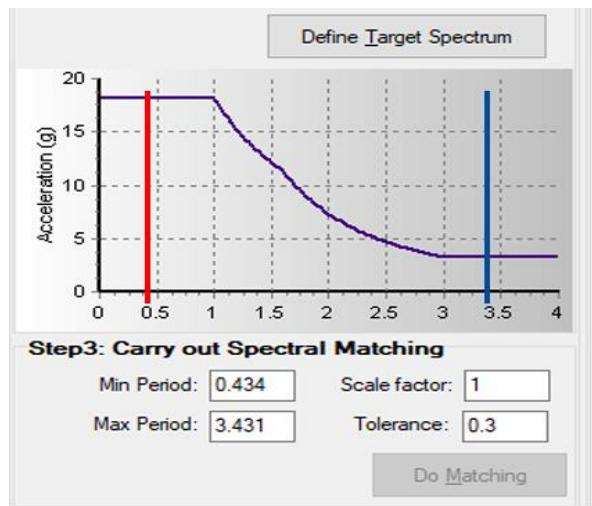 Define Target Spectrum
Acceleration (g)
20
15
10
5
0
0 0.5 1 1.5 2 2.5 3 3.5 4
Step3: Carry out Spectral Matching
Min Period: 0.434 Scale factor: 1
Max Period: 3.431 Tolerance: 0.3
Do Matching